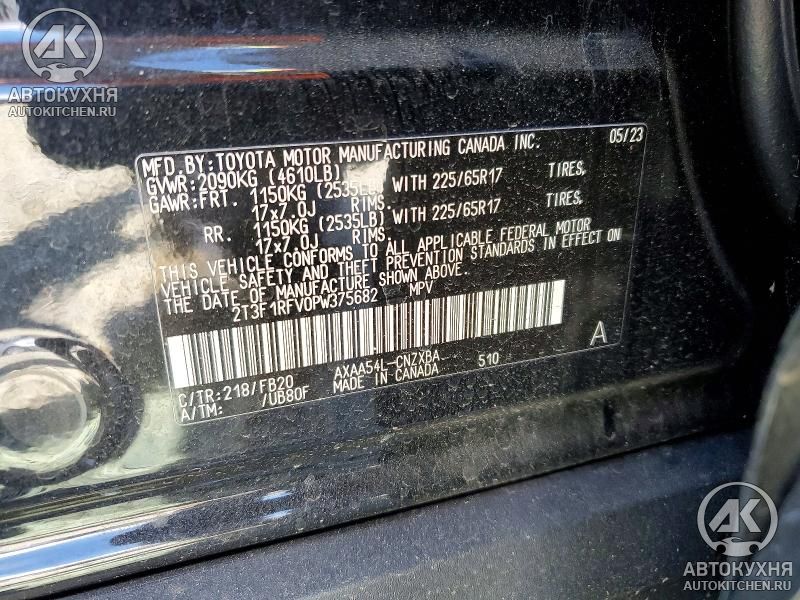 AK
АВТОКУХНЯ
AUTOKITCHEN.RU
MFD.BY:TOYOTA MOTOR MANUFACTURING CANADA INC. 05/23
GVWR:2090KG (4610LB)
GAWR:FRT. 1150KG (2535LB) WITH 225/65R17 TIRES,
17x7.0J RIMS.
RR. 1150KG (2535LB) WITH 225/65R17 TIRES,
17x7.0J RIMS.
THIS VEHICLE CONFORMS TO ALL APPLICABLE FEDERAL MOTOR
VEHICLE SAFETY AND THEFT PREVENTION STANDARDS IN EFFECT ON
THE DATE OF MANUFACTURE SHOWN ABOVE.
2T3F1RFV0PW375682 MPV
A
C/TR:218/FB20 AXAA54L-CNZXBA 510
A/TM: /UB80F MADE IN CANADA
AK
АВТОКУХНЯ
AUTOKITCHEN.RU